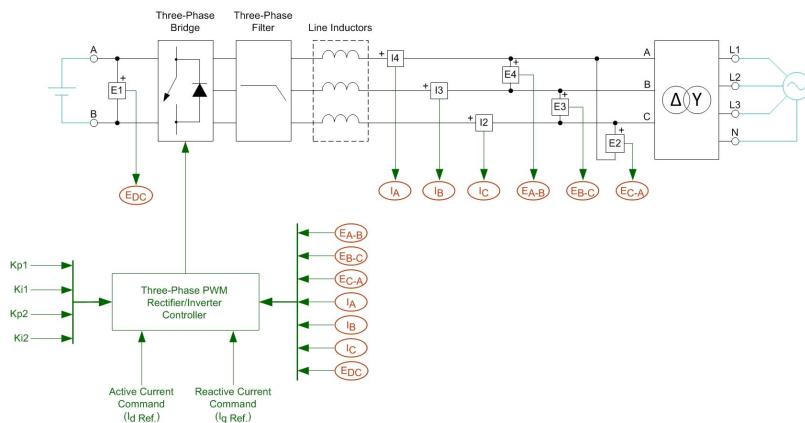 Three-Phase Bridge
Three-Phase Filter
Line Inductors
A
+
E1
B
EDC
+ I4
+ I3
+ I2
+
E4
+
E3
+
E2
A
B
C
Δ Y
L1
L2
L3
N
IA
IB
IC
EA-B
EB-C
EC-A
Kp1
Ki1
Kp2
Ki2
Three-Phase PWM
Rectifier/Inverter
Controller
EA-B
EB-C
EC-A
IA
IB
IC
EDC
Active Current
Command
(Id Ref.)
Reactive Current
Command
(Iq Ref.)